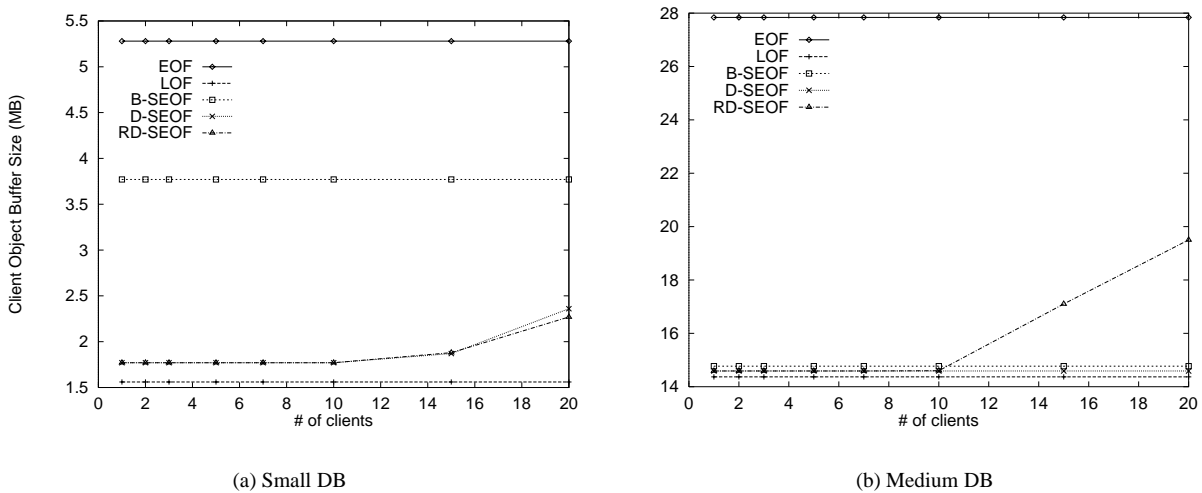 Client Object Buffer Size (MB)
5.5
5
4.5
4
3.5
3
2.5
2
1.5
EOF
LOF
B-SEOF
D-SEOF
RD-SEOF
0 2 4 6 8 10 12 14 16 18 20
# of clients
(a) Small DB
28
26
24
22
20
18
16
14
EOF
LOF
B-SEOF
D-SEOF
RD-SEOF
0 2 4 6 8 10 12 14 16 18 20
# of clients
(b) Medium DB